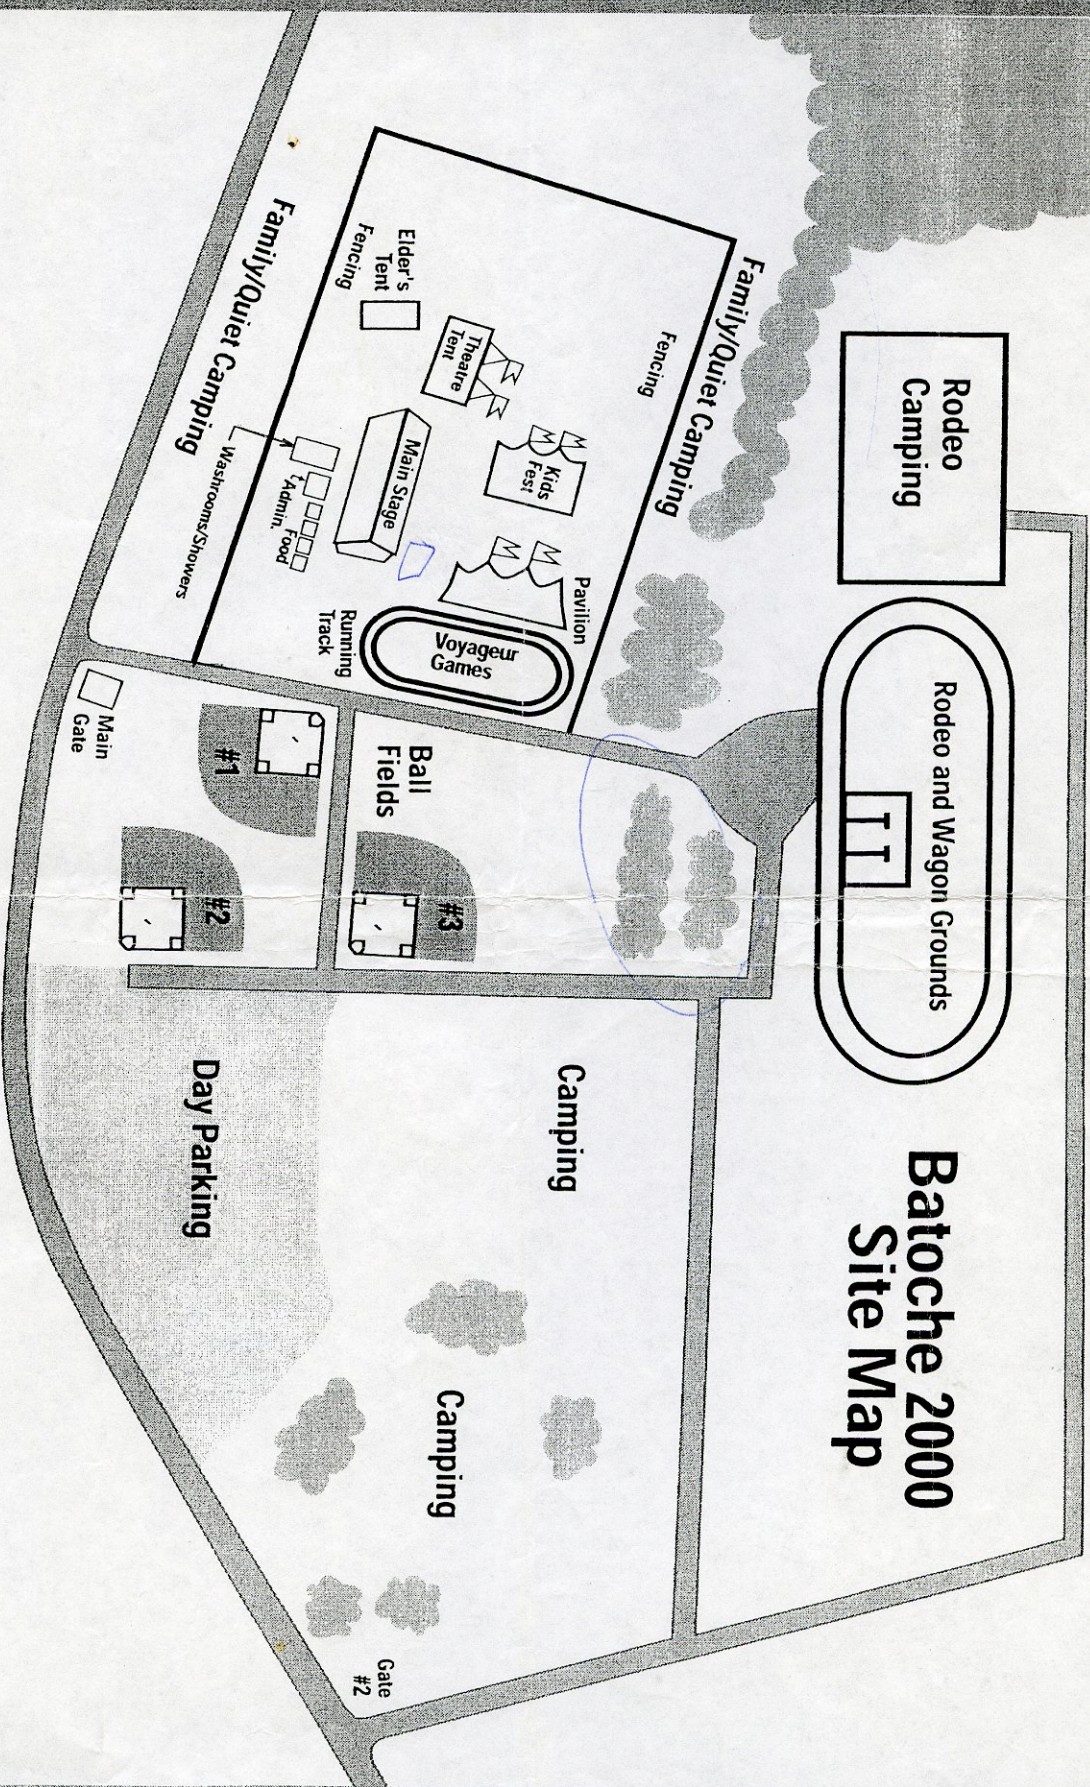 Batoche 2000
Site Map
Rodeo
Camping
Rodeo and Wagon Grounds
Family/Quiet Camping
Fencing
Kids
Fest
Pavilion
Theatre
Tent
Elder's
Tent
Fencing
Main Stage
Voyageur
Games
Running
Track
Admin.
Food
Washrooms/Showers
Family/Quiet Camping
Main
Gate
Ball
Fields
#1
#2
#3
Camping
Day Parking
Camping
Gate
#2